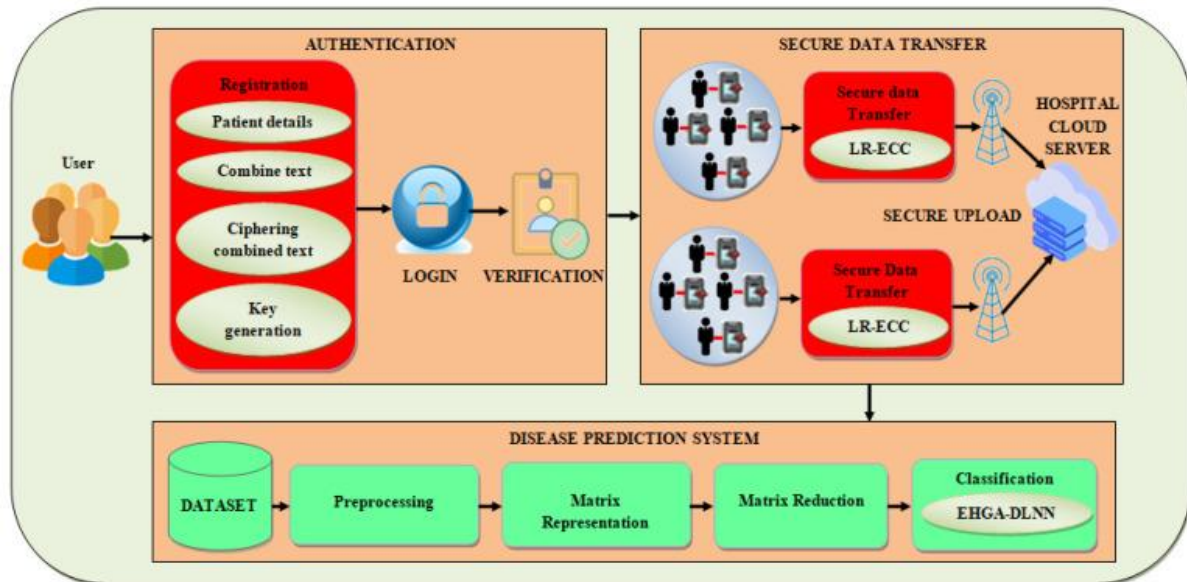 User
AUTHENTICATION
Registration
Patient details
Combine text
Ciphering
combined text
Key
generation
LOGIN
VERIFICATION
SECURE DATA TRANSFER
Secure data
Transfer
LR-ECC
HOSPITAL
CLOUD
SERVER
SECURE UPLOAD
Secure Data
Transfer
LR-ECC
DISEASE PREDICTION SYSTEM
DATASET
Preprocessing
Matrix
Representation
Matrix Reduction
Classification
EHGA-DLNN